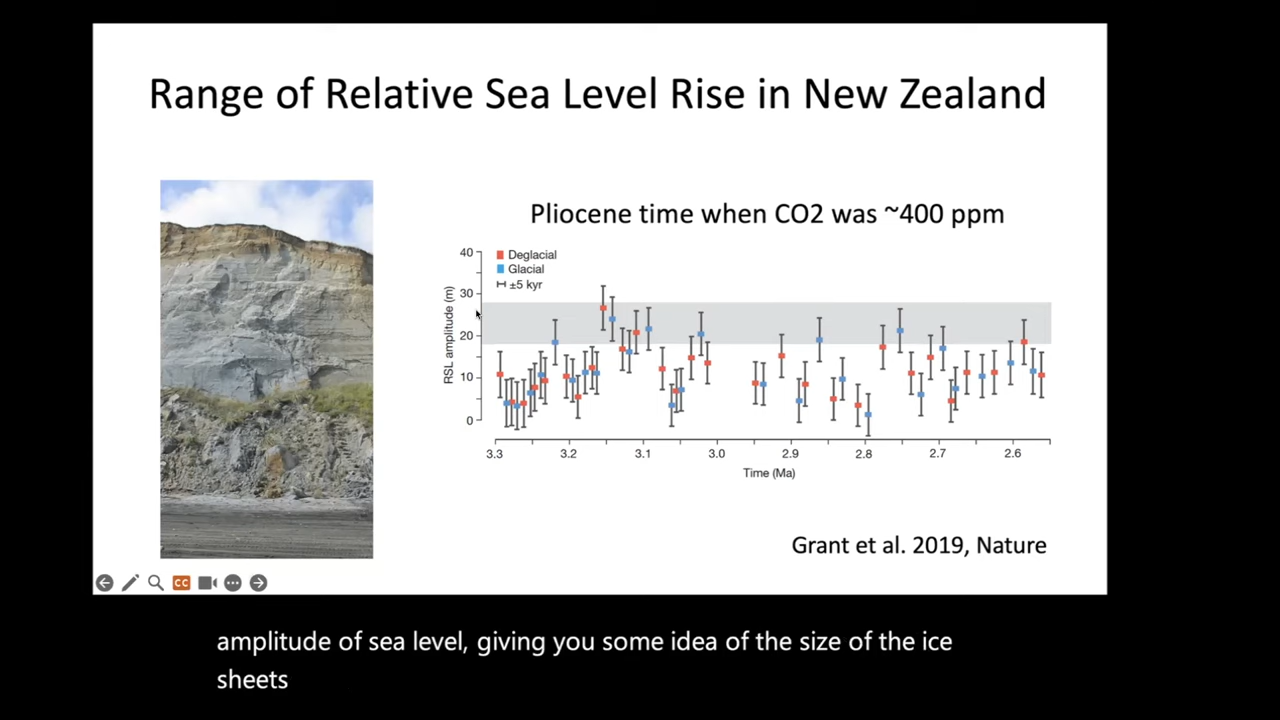 Range of Relative Sea Level Rise in New Zealand
Pliocene time when CO2 was ~400 ppm
40
30
20
10
0
RSL amplitude (m)
Deglacial
Glacial
±5 kyr
3.3 3.2 3.1 3.0 2.9 2.8 2.7 2.6
Time (Ma)
Grant et al. 2019, Nature
CC
amplitude of sea level, giving you some idea of the size of the ice
sheets